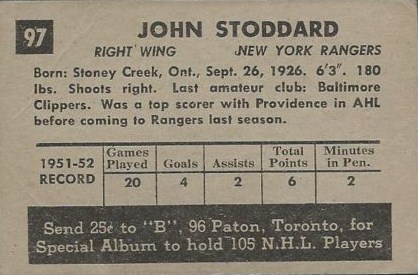 97
JOHN STODDARD
RIGHT WING NEW YORK RANGERS
Born: Stoney Creek, Ont., Sept. 26, 1926. 6'3". 180
lbs. Shoots right. Last amateur club: Baltimore
Clippers. Was a top scorer with Providence in AHL
before coming to Rangers last season.
1951-52 RECORD
Games Played Goals Assists Total Points Minutes in Pen.
20 4 2 6 2
Send 25¢ to "B", 96 Paton, Toronto, for
Special Album to hold 105 N.H.L. Players